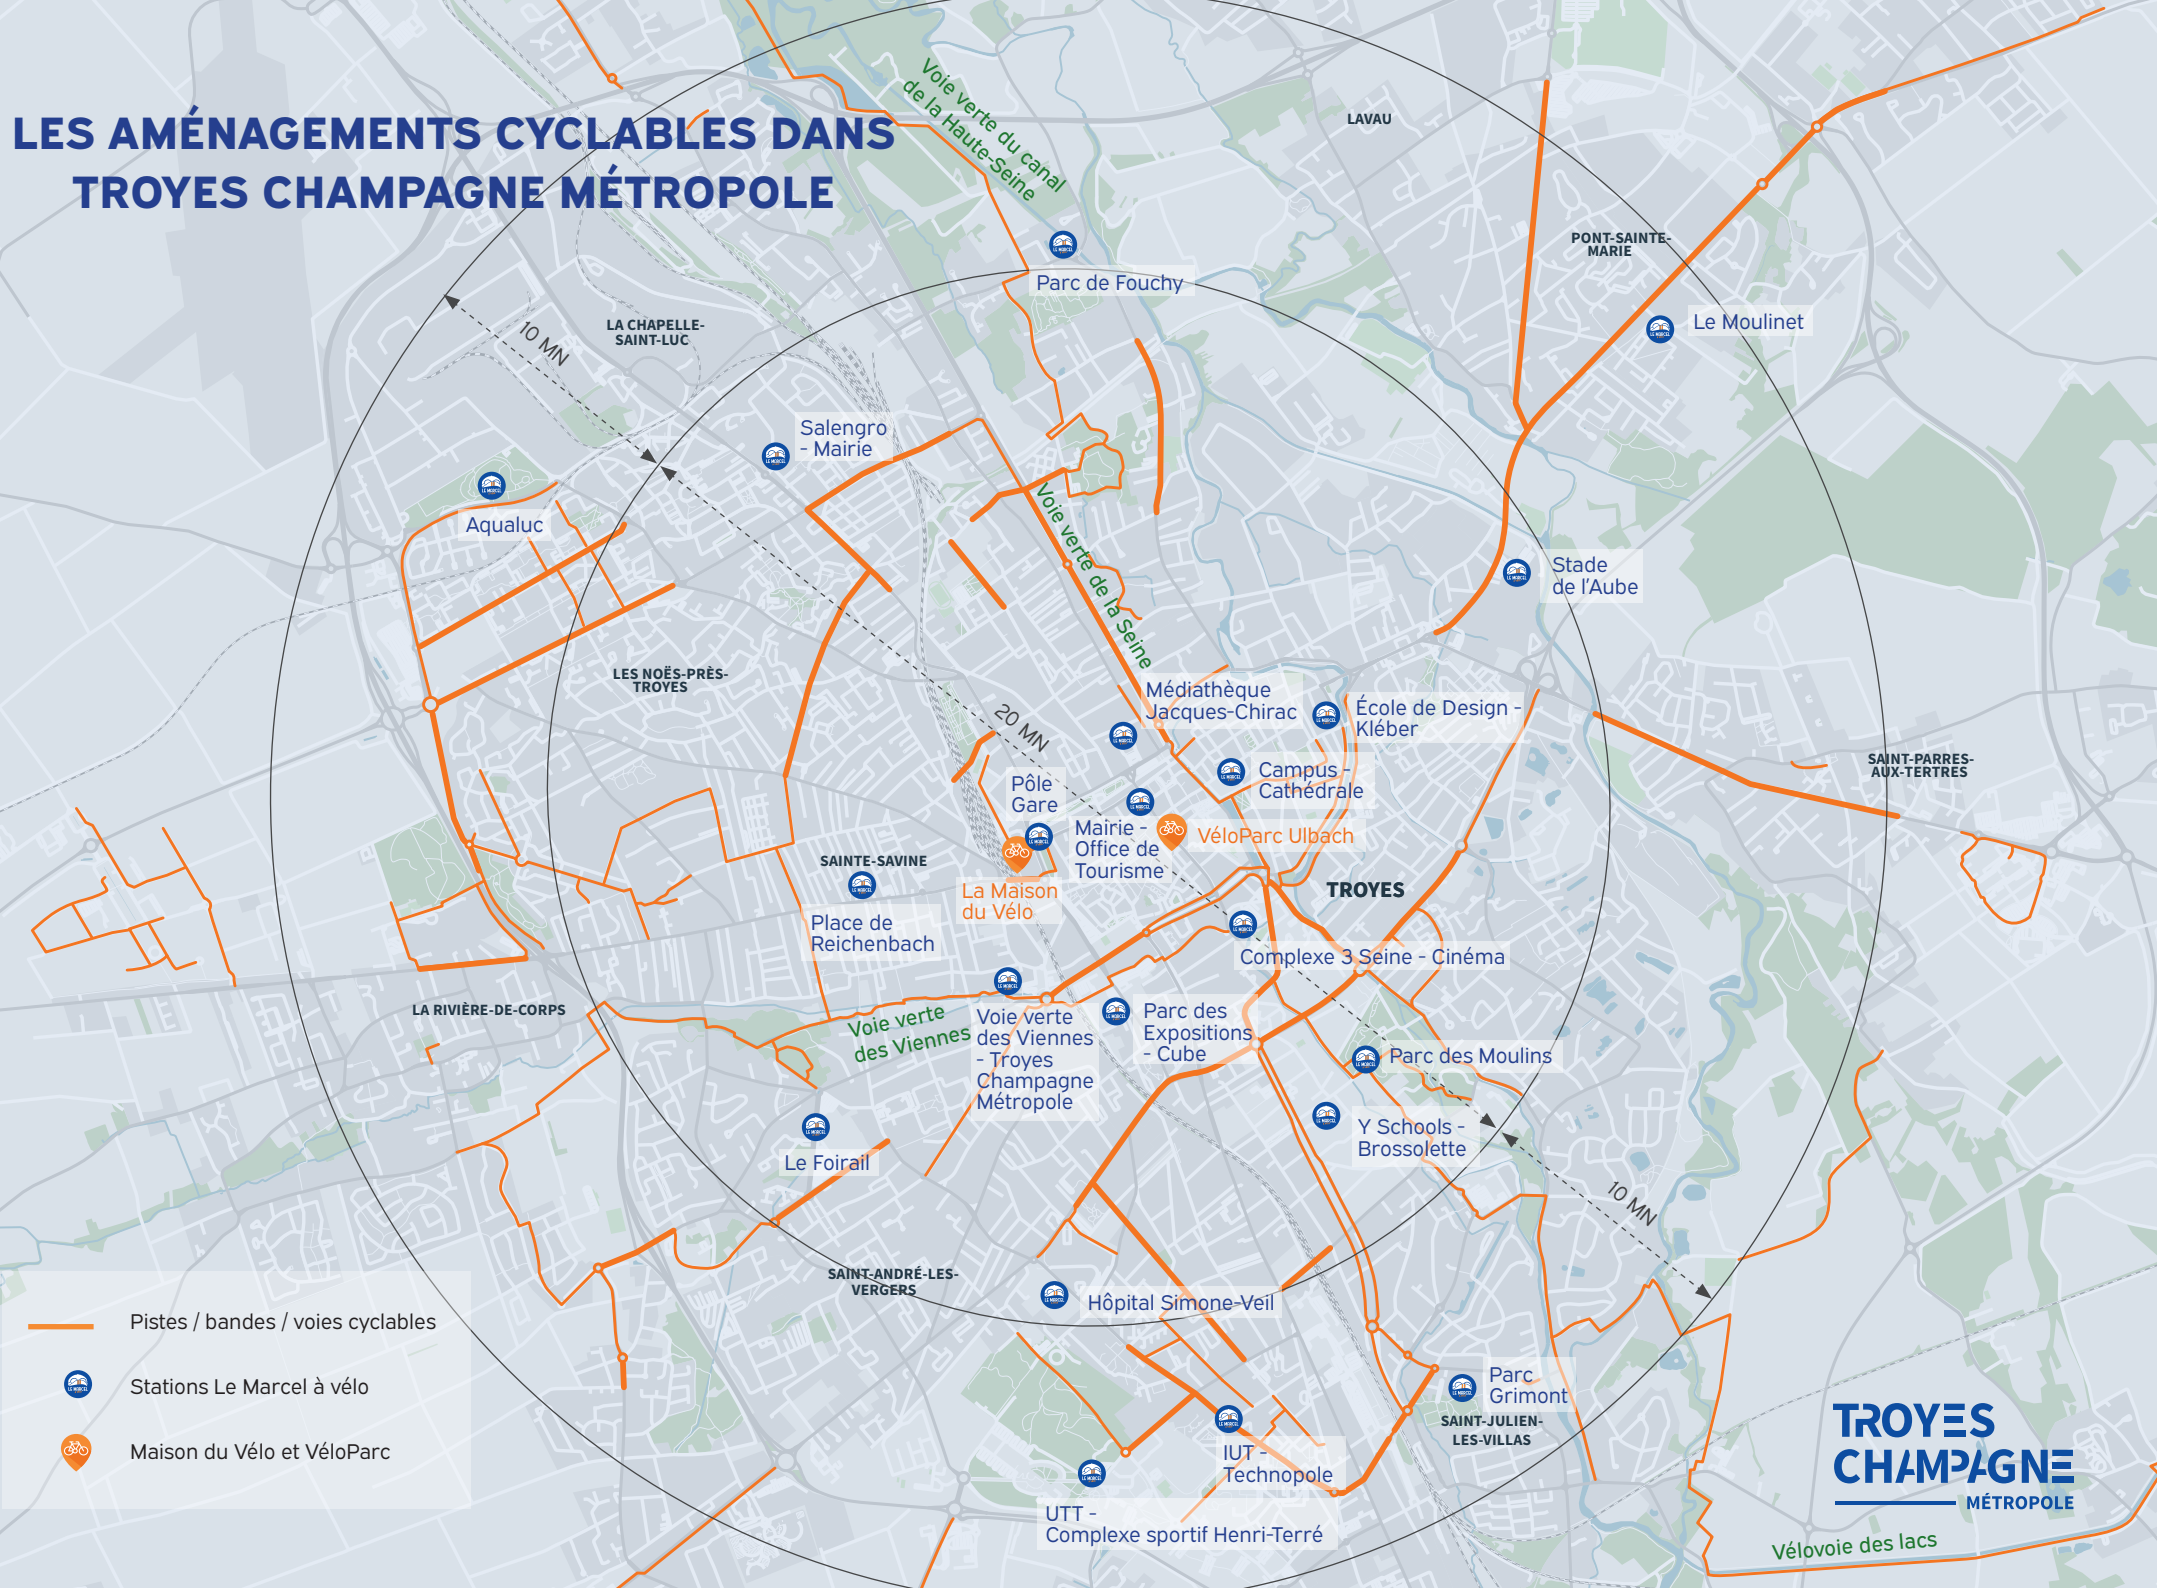 LES AMÉNAGEMENTS CYCLABLES DANS
TROYES CHAMPAGNE MÉTROPOLE
Voie verte du canal
de la Haute-Seine
LAVAU
PONT-SAINTE-
MARIE
Parc de Fouchy
Le Moulinet
10 MN
LA CHAPELLE-
SAINT-LUC
Salengro
- Mairie
Aqualuc
Voie verte de la Seine
Stade
de l'Aube
LES NOËS-PRÈS-
TROYES
20 MN
Médiathèque
Jacques-Chirac
École de Design -
Kléber
Campus -
Cathédrale
SAINT-PARRES-
AUX-TERTRES
Pôle
Gare
Mairie -
Office de
Tourisme
VéloParc Ulbach
SAINTE-SAVINE
La Maison
du Vélo
TROYES
Place de
Reichenbach
Complexe 3 Seine - Cinéma
LA RIVIÈRE-DE-CORPS
Voie verte
des Viennes
Voie verte
des Viennes
- Troyes
Champagne
Métropole
Parc des
Expositions
- Cube
Parc des Moulins
Y Schools -
Brossolette
Le Foirail
10 MN
SAINT-ANDRÉ-LES-
VERGERS
Hôpital Simone-Veil
Parc
Grimont
SAINT-JULIEN-
LES-VILLAS
IUT -
Technopole
UTT -
Complexe sportif Henri-Terré
Vélovoie des lacs
Pistes / bandes / voies cyclables
LE MARCEL
Stations Le Marcel à vélo
Maison du Vélo et VéloParc
TROYES
CHAMPAGNE
MÉTROPOLE